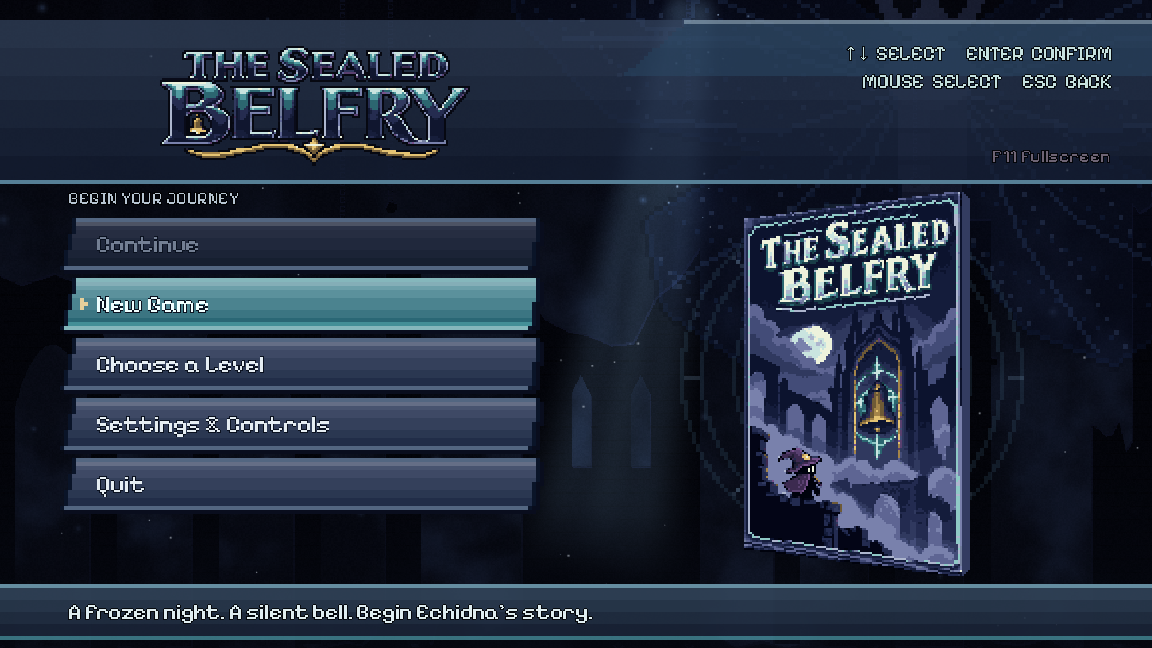 THE SEALED
BELFRY
↑↓ SELECT ENTER CONFIRM
MOUSE SELECT ESC BACK
F11 Fullscreen
BEGIN YOUR JOURNEY
Continue
New Game
Choose a Level
Settings & Controls
Quit
THE SEALED
BELFRY
A frozen night. A silent bell. Begin Echidna's story.